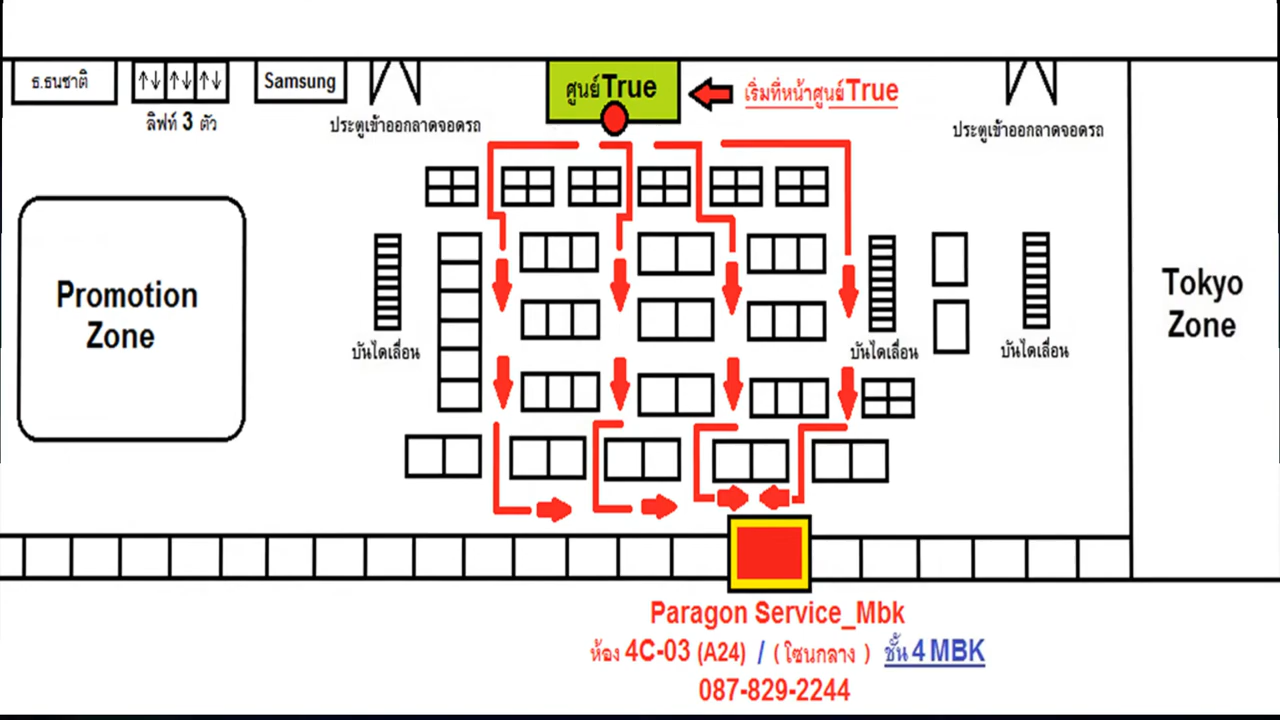 ธ.ธนชาติ
↑↓ ↑↓ ↑↓
ลิฟท์ 3 ตัว
Samsung
ประตูเข้าออกลาดจอดรถ
ศูนย์True
เริ่มที่หน้าศูนย์True
ประตูเข้าออกลาดจอดรถ
Promotion
Zone
บันไดเลื่อน
บันไดเลื่อน
บันไดเลื่อน
Tokyo
Zone
Paragon Service_Mbk
ห้อง 4C-03 (A24) / ( โซนกลาง ) ชั้น 4 MBK
087-829-2244